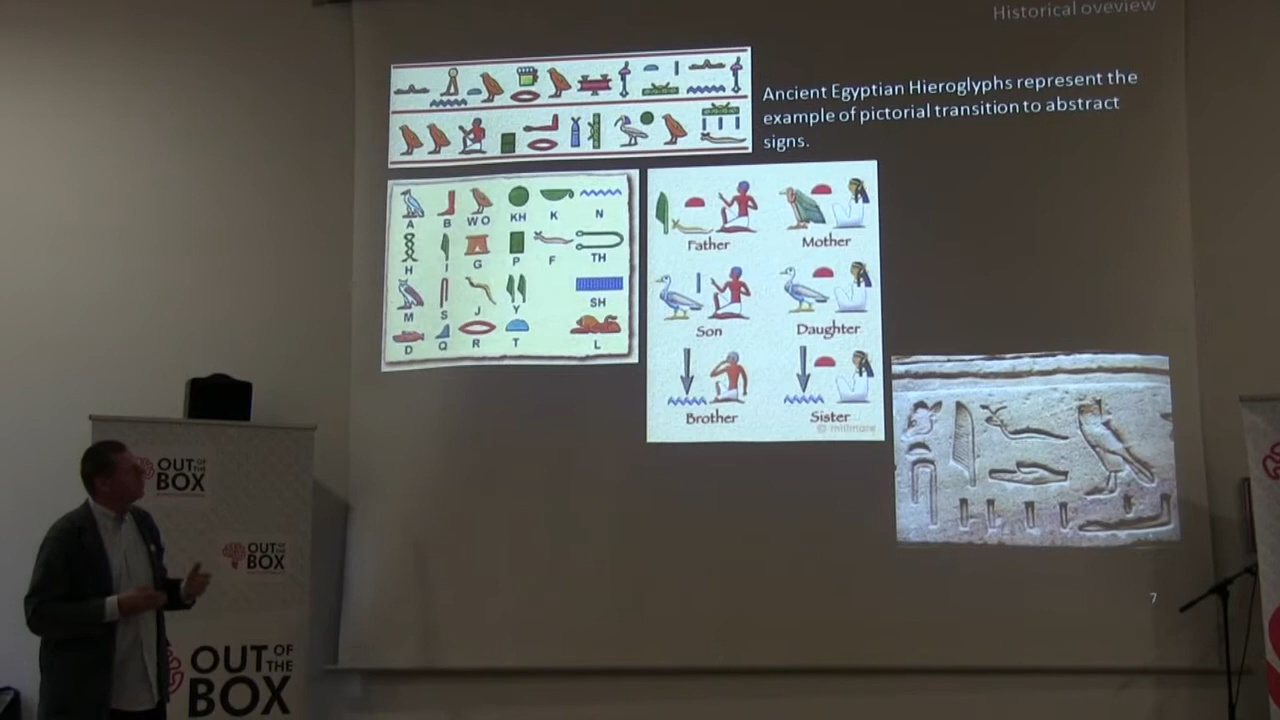 Historical oveview
Ancient Egyptian Hieroglyphs represent the
example of pictorial transition to abstract
signs.
A B WO KH K N
H I G P F TH
M S J Y SH
D Q R T L
Father Mother
Son Daughter
Brother Sister
7
OUT OF THE BOX
OUT OF THE BOX
OUT OF THE BOX